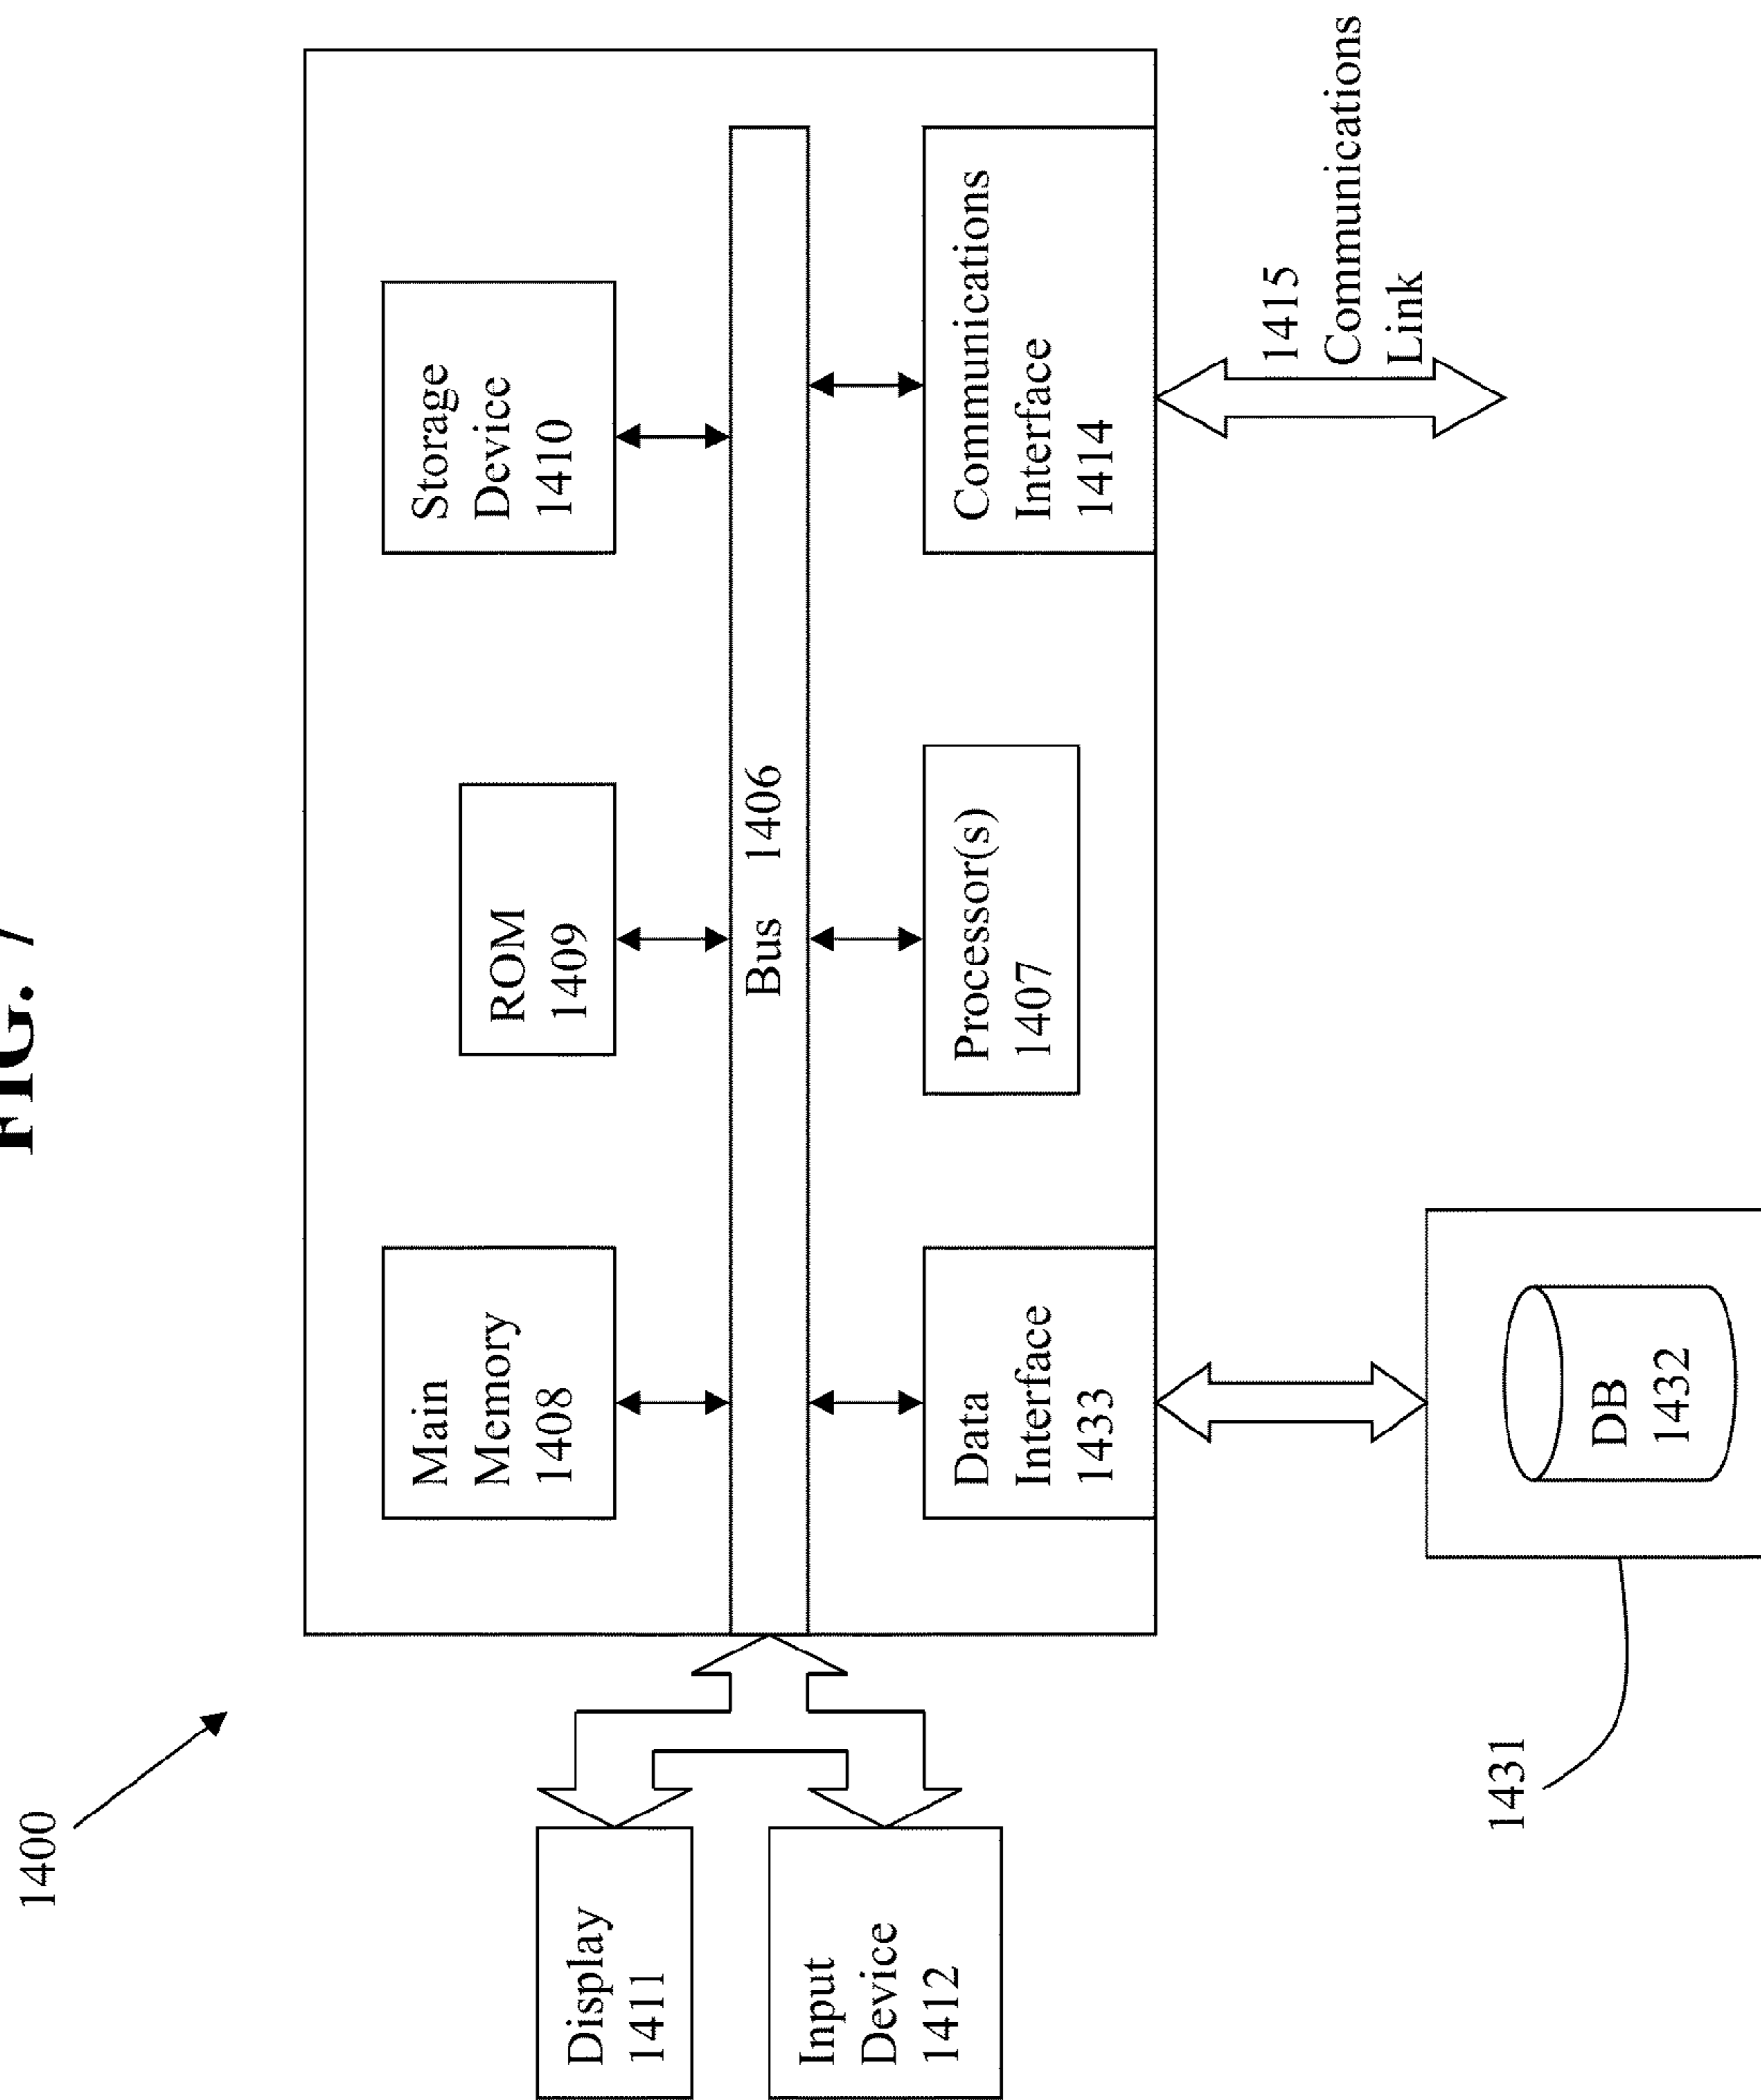 FIG. 7
1400
Main
Memory
1408
ROM
1409
Storage
Device
1410
Bus 1406
Display
1411
Input
Device
1412
Data
Interface
1433
Processor(s)
1407
Communications
Interface
1414
1415
Communications
Link
1431
DB
1432